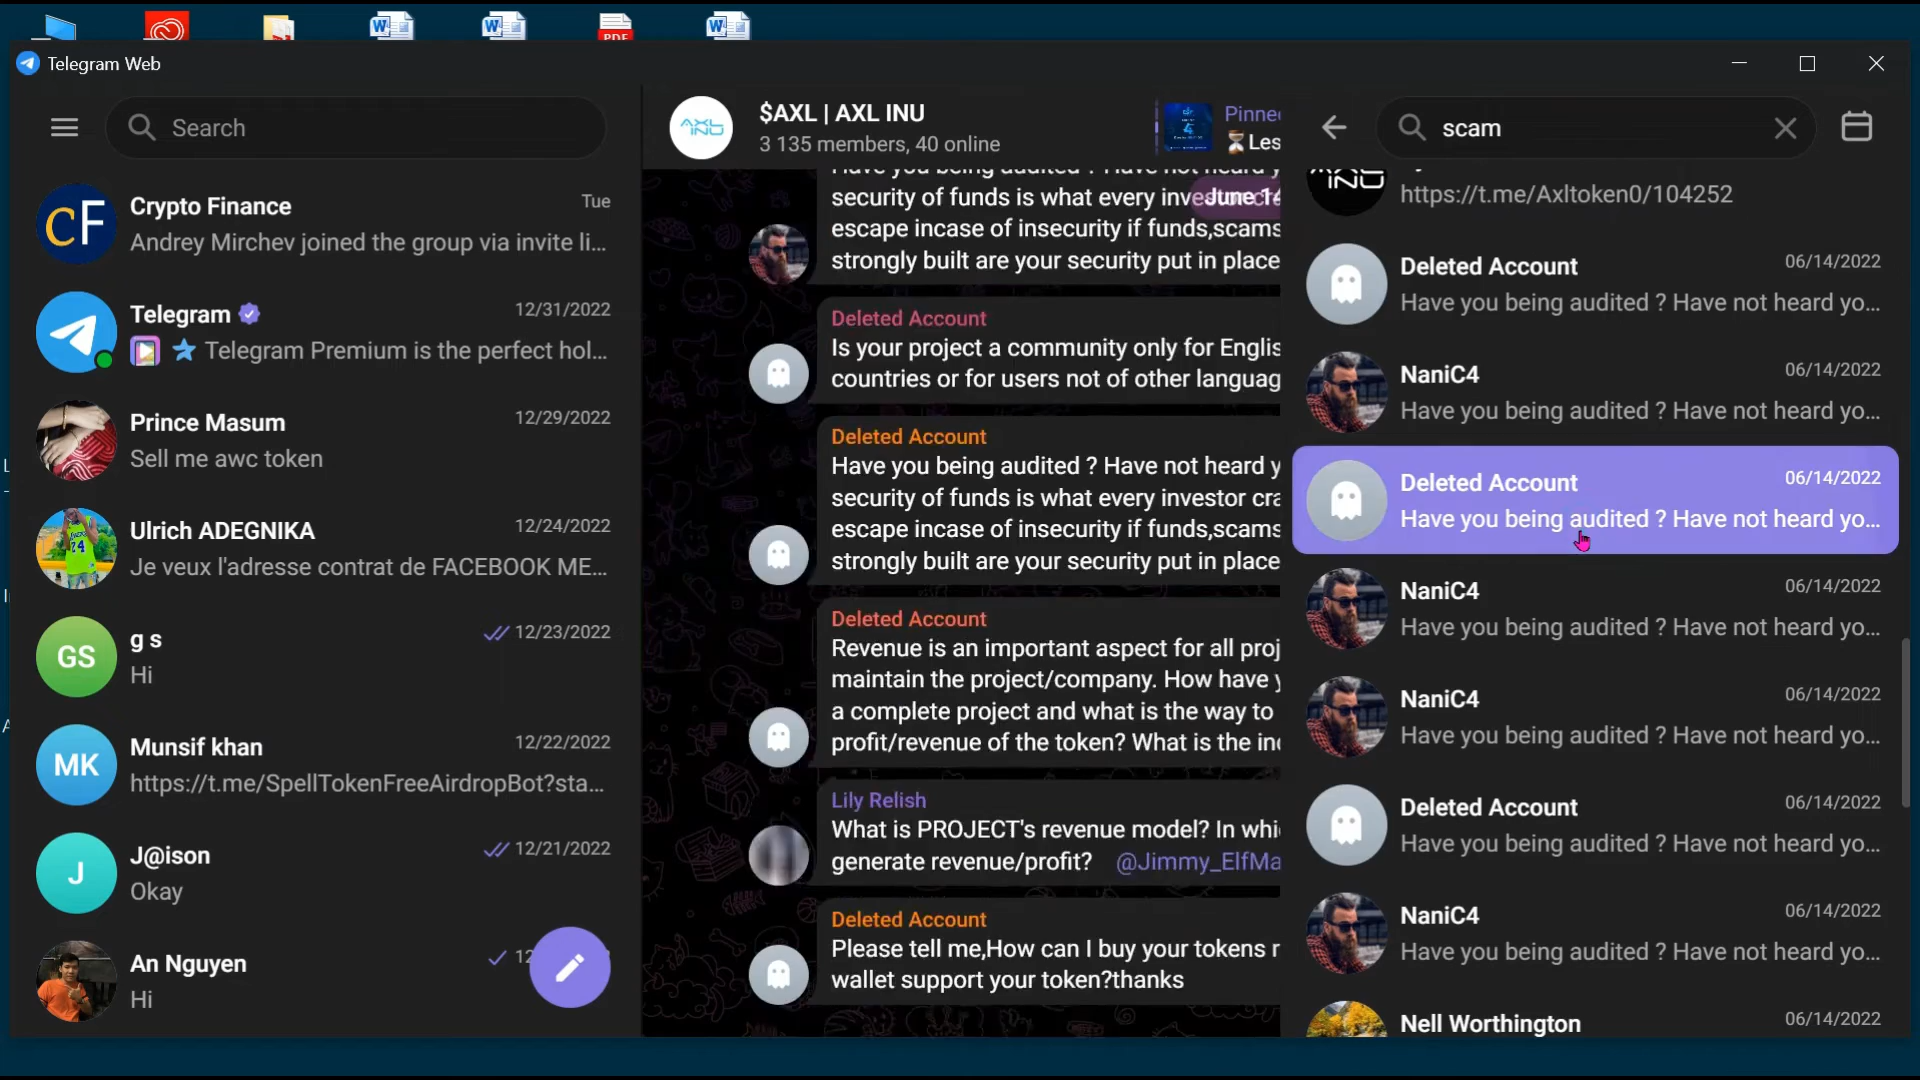 PDF
Telegram Web
Search
Crypto Finance
Tue
Andrey Mirchev joined the group via invite li...
Telegram
12/31/2022
Telegram Premium is the perfect hol...
Prince Masum
12/29/2022
Sell me awc token
Ulrich ADEGNIKA
12/24/2022
Je veux l'adresse contrat de FACEBOOK ME...
GS
g s
12/23/2022
Hi
MK
Munsif khan
12/22/2022
https://t.me/SpellTokenFreeAirdropBot?sta...
J
J@ison
12/21/2022
Okay
An Nguyen
12
Hi
$AXL | AXL INU
3 135 members, 40 online
Pinne
Les
June 14
security of funds is what every inve
escape incase of insecurity if funds,scams
strongly built are your security put in place
Deleted Account
Is your project a community only for Englis
countries or for users not of other languag
Deleted Account
Have you being audited ? Have not heard y
security of funds is what every investor cra
escape incase of insecurity if funds,scams
strongly built are your security put in place
Deleted Account
Revenue is an important aspect for all proj
maintain the project/company. How have y
a complete project and what is the way to
profit/revenue of the token? What is the in
Lily Relish
What is PROJECT's revenue model? In whi
generate revenue/profit? @Jimmy_ElfMa
Deleted Account
Please tell me,How can I buy your tokens r
wallet support your token?thanks
scam
https://t.me/Axltoken0/104252
Deleted Account
06/14/2022
Have you being audited ? Have not heard yo...
NaniC4
06/14/2022
Have you being audited ? Have not heard yo...
Deleted Account
06/14/2022
Have you being audited ? Have not heard yo...
NaniC4
06/14/2022
Have you being audited ? Have not heard yo...
NaniC4
06/14/2022
Have you being audited ? Have not heard yo...
Deleted Account
06/14/2022
Have you being audited ? Have not heard yo...
NaniC4
06/14/2022
Have you being audited ? Have not heard yo...
Nell Worthington
06/14/2022